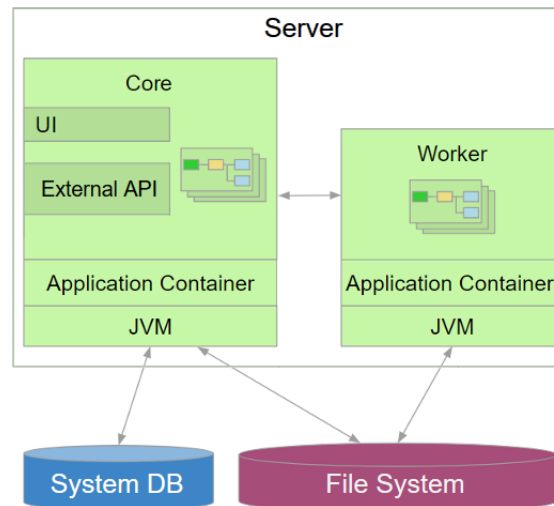 Server
Core
UI
External API
Worker
Application Container
Application Container
JVM
JVM
System DB
File System